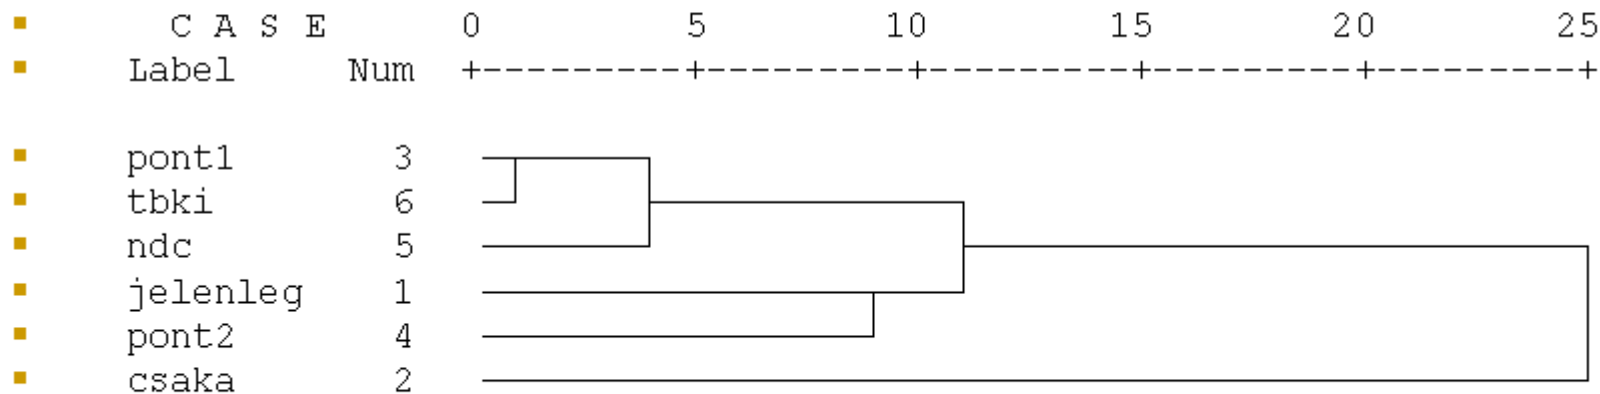 C A S E 0 5 10 15 20 25
Label Num +---------+---------+---------+---------+---------+
pont1 3
tbki 6
ndc 5
jelenleg 1
pont2 4
csaka 2